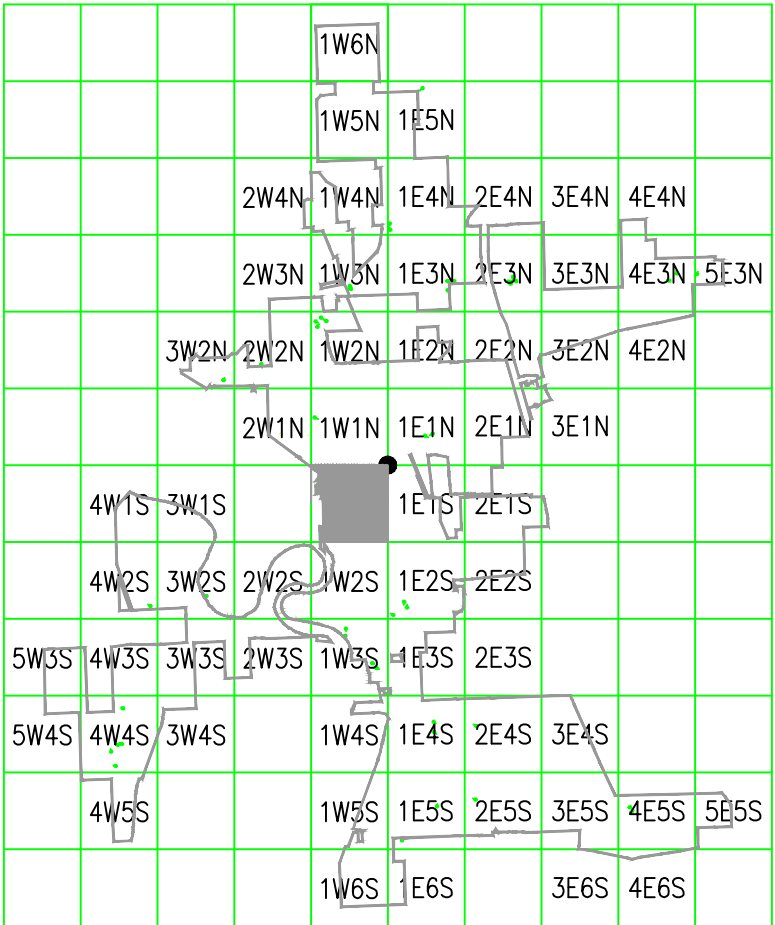 1W6N
1W5N 1E5N
2W4N 1W4N 1E4N 2E4N 3E4N 4E4N
2W3N 1W3N 1E3N 2E3N 3E3N 4E3N 5E3N
3W2N 2W2N 1W2N 1E2N 2E2N 3E2N 4E2N
2W1N 1W1N 1E1N 2E1N 3E1N
4W1S 3W1S 1E1S 2E1S
4W2S 3W2S 2W2S 1W2S 1E2S 2E2S
5W3S 4W3S 3W3S 2W3S 1W3S 1E3S 2E3S
5W4S 4W4S 3W4S 1W4S 1E4S 2E4S 3E4S
4W5S 1W5S 1E5S 2E5S 3E5S 4E5S 5E5S
1W6S 1E6S 3E6S 4E6S